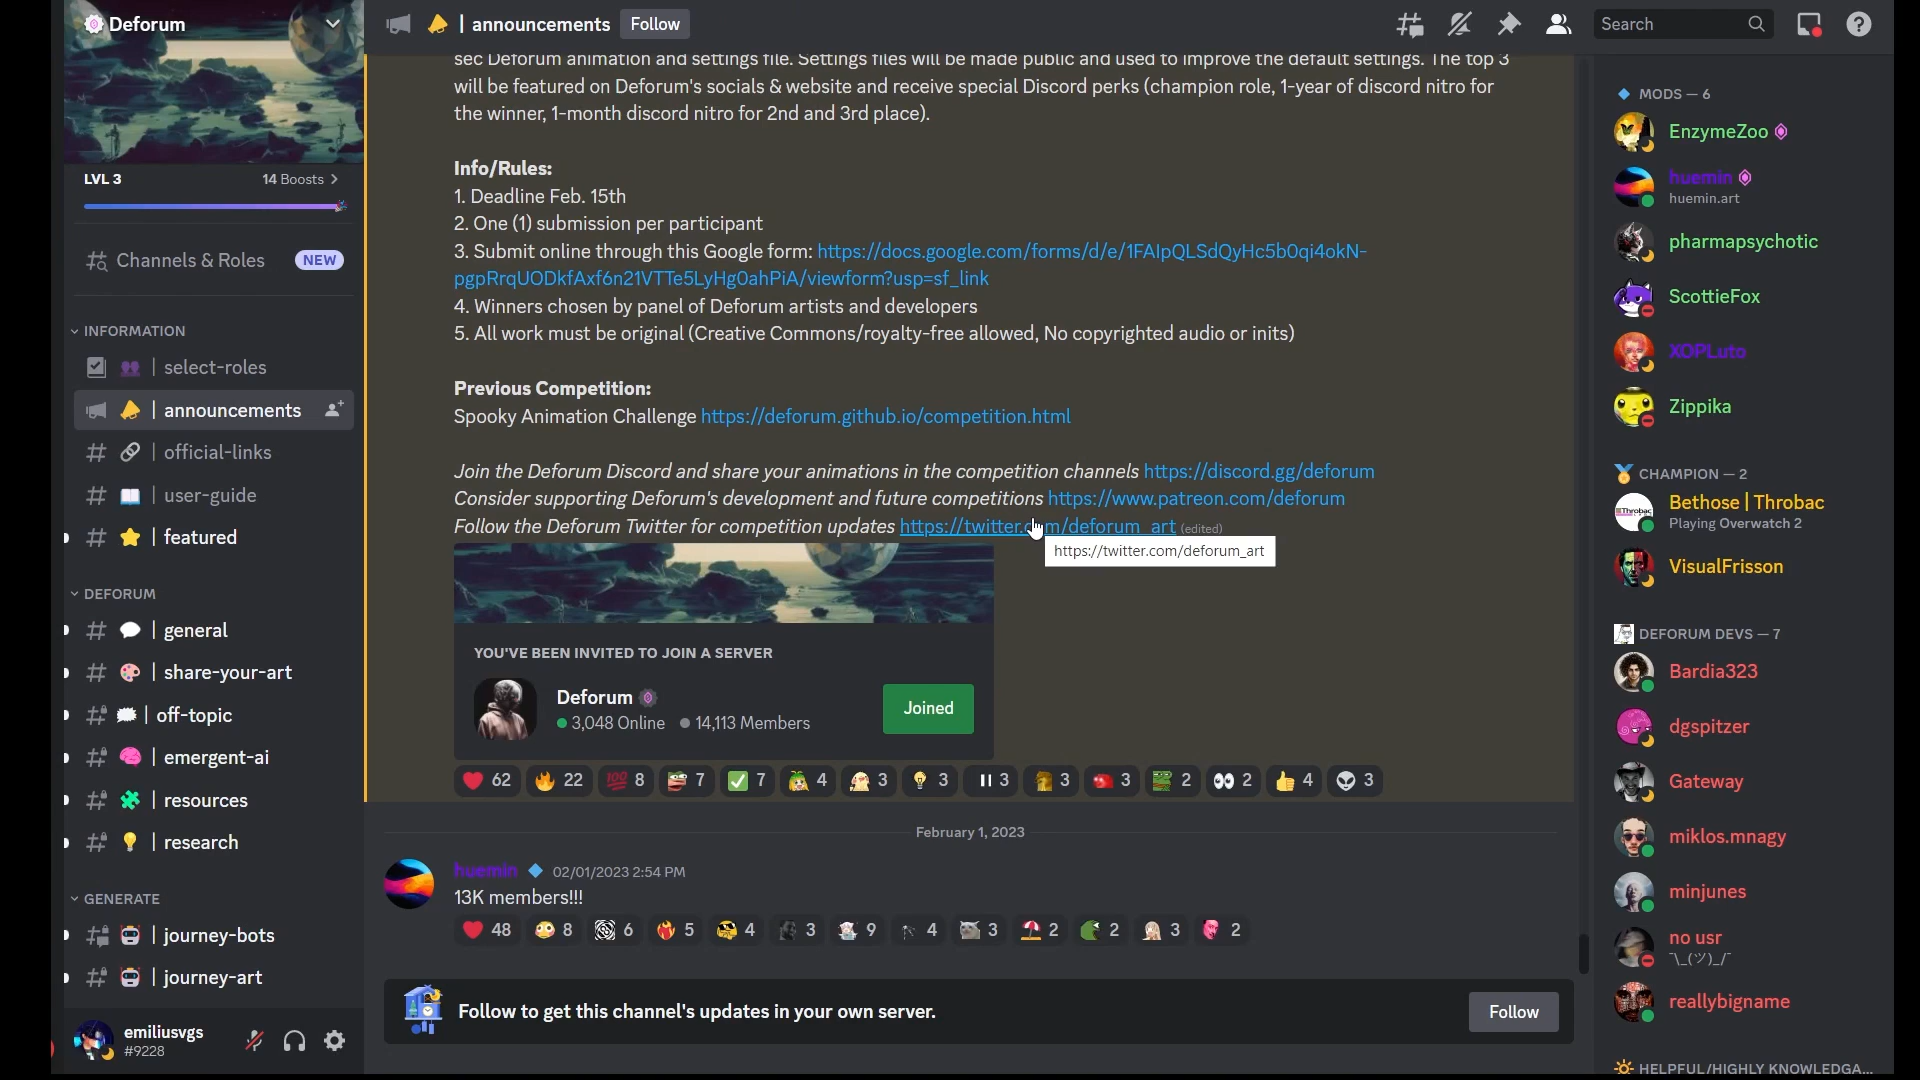 Deforum
LVL 3
14 Boosts
Channels & Roles
NEW
INFORMATION
select-roles
announcements
official-links
user-guide
featured
DEFORUM
general
share-your-art
off-topic
emergent-ai
resources
research
GENERATE
journey-bots
journey-art
emiliusvgs
#9228
announcements
Follow
Search
sec Deforum animation and settings file. Settings files will be made public and used to improve the default settings. The top 3
will be featured on Deforum's socials & website and receive special Discord perks (champion role, 1-year of discord nitro for
the winner, 1-month discord nitro for 2nd and 3rd place).
Info/Rules:
1. Deadline Feb. 15th
2. One (1) submission per participant
3. Submit online through this Google form: https://docs.google.com/forms/d/e/1FAIpQLSdQyHc5b0qi4okN-
pgpRrqUODkfAxf6n21VTTe5LyHg0ahPiA/viewform?usp=sf_link
4. Winners chosen by panel of Deforum artists and developers
5. All work must be original (Creative Commons/royalty-free allowed, No copyrighted audio or inits)
Previous Competition:
Spooky Animation Challenge https://deforum.github.io/competition.html
Join the Deforum Discord and share your animations in the competition channels https://discord.gg/deforum
Consider supporting Deforum's development and future competitions https://www.patreon.com/deforum
Follow the Deforum Twitter for competition updates https://twitter.com/deforum_art (edited)
https://twitter.com/deforum_art
YOU'VE BEEN INVITED TO JOIN A SERVER
Deforum
3,048 Online 14,113 Members
Joined
62 22 8 7 7 4 3 3 3 3 3 2 2 4 3
February 1, 2023
huemin 02/01/2023 2:54 PM
13K members!!!
48 8 6 5 4 3 9 4 3 2 2 3 2
Follow to get this channel's updates in your own server.
Follow
MODS — 6
EnzymeZoo
huemin
huemin.art
pharmapsychotic
ScottieFox
XOPLuto
Zippika
CHAMPION — 2
Throbac
Bethose | Throbac
Playing Overwatch 2
VisualFrisson
DEFORUM DEVS — 7
Bardia323
dgspitzer
Gateway
miklos.mnagy
minjunes
no usr
¯\_(ツ)_/¯
reallybigname
HELPFUL/HIGHLY KNOWLEDGA...